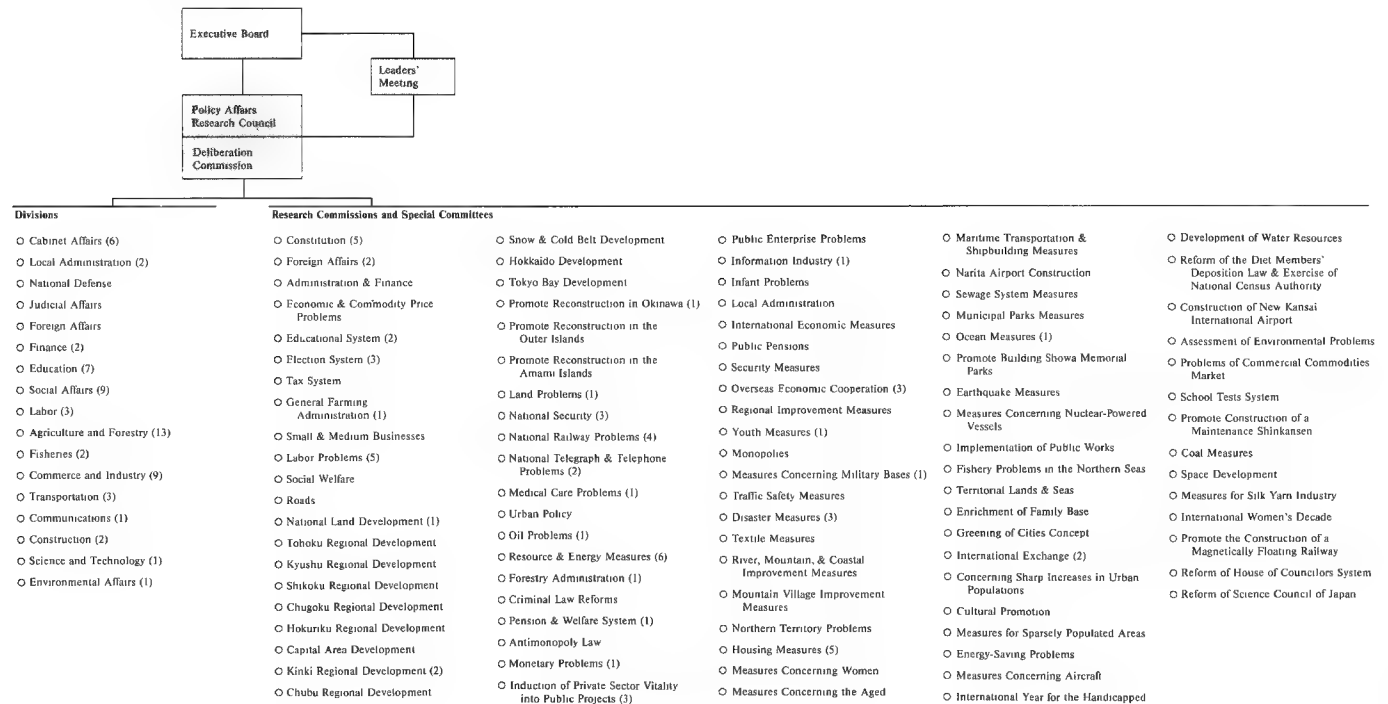 Executive Board
Leaders'
Meeting
Policy Affairs
Research Council
Deliberation
Commission
Divisions
○ Cabinet Affairs (6)
○ Local Administration (2)
○ National Defense
○ Judicial Affairs
○ Foreign Affairs
○ Finance (2)
○ Education (7)
○ Social Affairs (9)
○ Labor (3)
○ Agriculture and Forestry (13)
○ Fisheries (2)
○ Commerce and Industry (9)
○ Transportation (3)
○ Communications (1)
○ Construction (2)
○ Science and Technology (1)
○ Environmental Affairs (1)
Research Commissions and Special Committees
○ Constitution (5)
○ Foreign Affairs (2)
○ Administration & Finance
○ Economic & Commodity Price
Problems
○ Educational System (2)
○ Election System (3)
○ Tax System
○ General Farming
Administration (1)
○ Small & Medium Businesses
○ Labor Problems (5)
○ Social Welfare
○ Roads
○ National Land Development (1)
○ Tohoku Regional Development
○ Kyushu Regional Development
○ Shikoku Regional Development
○ Chugoku Regional Development
○ Hokuriku Regional Development
○ Capital Area Development
○ Kinki Regional Development (2)
○ Chubu Regional Development
○ Snow & Cold Belt Development
○ Hokkaido Development
○ Tokyo Bay Development
○ Promote Reconstruction in Okinawa (1)
○ Promote Reconstruction in the
Outer Islands
○ Promote Reconstruction in the
Amami Islands
○ Land Problems (1)
○ National Security (3)
○ National Railway Problems (4)
○ National Telegraph & Telephone
Problems (2)
○ Medical Care Problems (1)
○ Urban Policy
○ Oil Problems (1)
○ Resource & Energy Measures (6)
○ Forestry Administration (1)
○ Criminal Law Reforms
○ Pension & Welfare System (1)
○ Antimonopoly Law
○ Monetary Problems (1)
○ Induction of Private Sector Vitality
into Public Projects (3)
○ Public Enterprise Problems
○ Information Industry (1)
○ Infant Problems
○ Local Administration
○ International Economic Measures
○ Public Pensions
○ Security Measures
○ Overseas Economic Cooperation (3)
○ Regional Improvement Measures
○ Youth Measures (1)
○ Monopolies
○ Measures Concerning Military Bases (1)
○ Traffic Safety Measures
○ Disaster Measures (3)
○ Textile Measures
○ River, Mountain, & Coastal
Improvement Measures
○ Mountain Village Improvement
Measures
○ Northern Territory Problems
○ Housing Measures (5)
○ Measures Concerning Women
○ Measures Concerning the Aged
○ Maritime Transportation &
Shipbuilding Measures
○ Narita Airport Construction
○ Sewage System Measures
○ Municipal Parks Measures
○ Ocean Measures (1)
○ Promote Building Showa Memorial
Parks
○ Earthquake Measures
○ Measures Concerning Nuclear-Powered
Vessels
○ Implementation of Public Works
○ Fishery Problems in the Northern Seas
○ Territorial Lands & Seas
○ Enrichment of Family Base
○ Greening of Cities Concept
○ International Exchange (2)
○ Concerning Sharp Increases in Urban
Populations
○ Cultural Promotion
○ Measures for Sparsely Populated Areas
○ Energy-Saving Problems
○ Measures Concerning Aircraft
○ International Year for the Handicapped
○ Development of Water Resources
○ Reform of the Diet Members'
Deposition Law & Exercise of
National Census Authority
○ Construction of New Kansai
International Airport
○ Assessment of Environmental Problems
○ Problems of Commercial Commodities
Market
○ School Tests System
○ Promote Construction of a
Maintenance Shinkansen
○ Coal Measures
○ Space Development
○ Measures for Silk Yarn Industry
○ International Women's Decade
○ Promote the Construction of a
Magnetically Floating Railway
○ Reform of House of Councilors System
○ Reform of Science Council of Japan